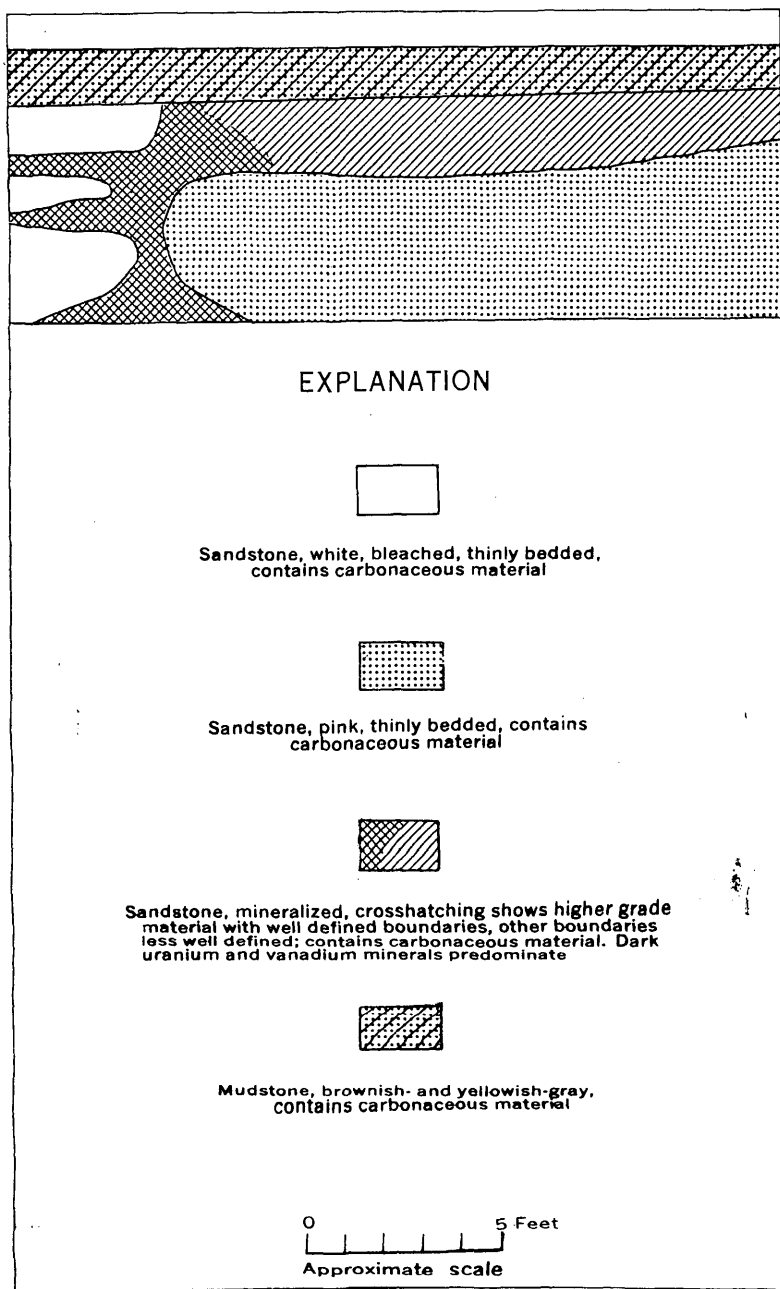 EXPLANATION
Sandstone, white, bleached, thinly bedded,
contains carbonaceous material
Sandstone, pink, thinly bedded, contains
carbonaceous material
Sandstone, mineralized, crosshatching shows higher grade
material with well defined boundaries, other boundaries
less well defined; contains carbonaceous material. Dark
uranium and vanadium minerals predominate
Mudstone, brownish- and yellowish-gray,
contains carbonaceous material
0 5 Feet
Approximate scale